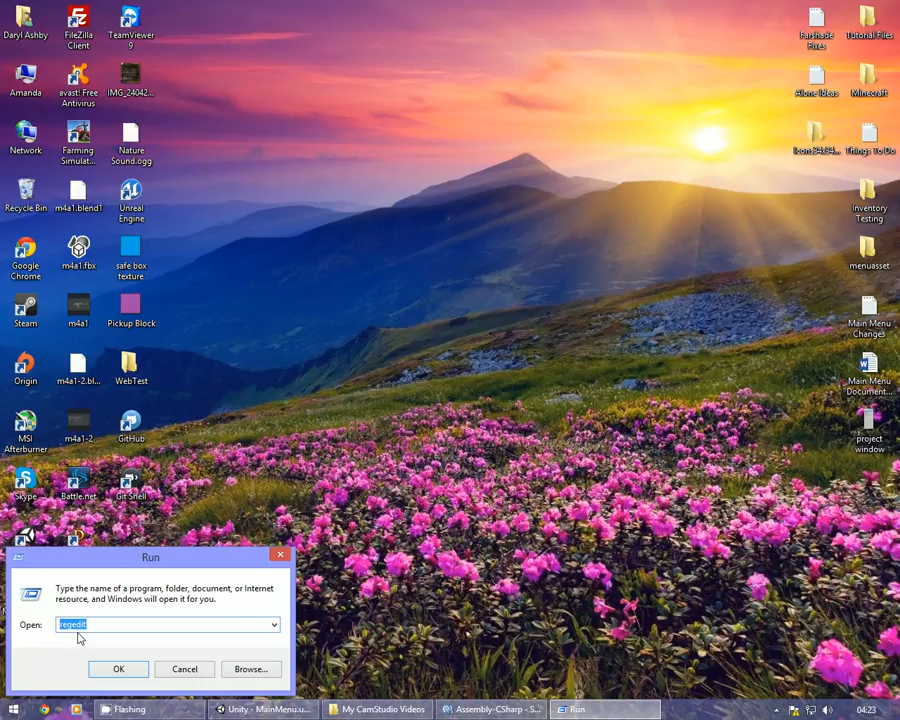 Daryl Ashby
FileZilla
Client
TeamViewer
9
Farshade
Fixes
Tutorial Files
Amanda
avast! Free
Antivirus
IMG_24042...
Alone Ideas
Minecraft
Network
Farming
Simulat...
Nature
Sound.ogg
Icons34x34...
Things To Do
Recycle Bin
m4a1.blend1
Unreal
Engine
Inventory
Testing
Google
Chrome
m4a1.fbx
safe box
texture
menuasset
Steam
m4a1
Pickup Block
Main Menu
Changes
Origin
m4a1-2.bl...
WebTest
Main Menu
Document...
MSI
Afterburner
m4a1-2
GitHub
project
window
Skype
Battle.net
Git Shell
Run
Type the name of a program, folder, document, or Internet
resource, and Windows will open it for you.
Open:
regedit
OK
Cancel
Browse...
Flashing
Unity - MainMenu.u...
My CamStudio Videos
Assembly-CSharp - S...
Run
04:23